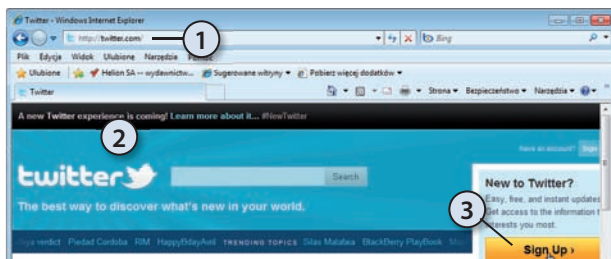 Twitter - Windows Internet Explorer
http://twitter.com/
1
Bing
Plik Edycja Widok Ulubione Narzędzia Pomoc
Ulubione Helion SA -- wydawnictw... Sugerowane witryny Pobierz więcej dodatków
Twitter
Strona Bezpieczeństwo Narzędzia
A new Twitter experience is coming! Learn more about it... #NewTwitter
2
Have an account? Sign
twitter
Search
The best way to discover what's new in your world.
New to Twitter?
Easy, free, and instant updates
Get access to the information
interests you most.
3
Sign Up ›
verdict Piedad Cordoba RIM HappyBdayAvril TRENDING TOPICS Silas Malafaia BlackBerry PlayBook